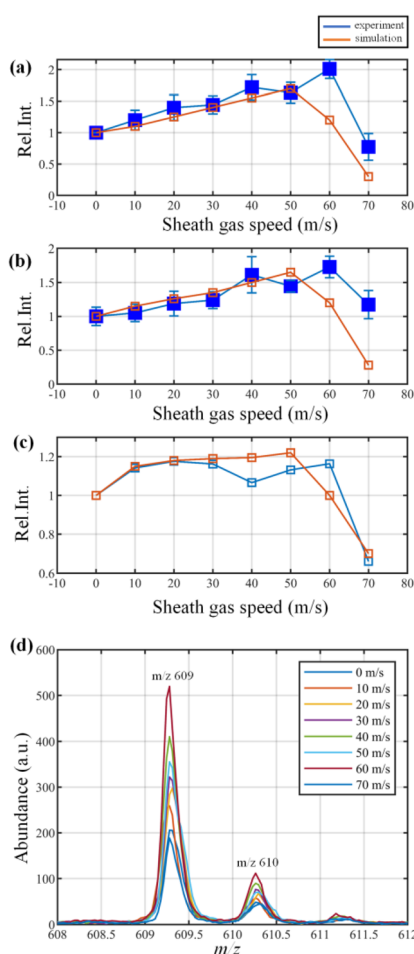 experiment
simulation
(a)
2
1.5
1
0.5
0
Rel.Int.
-10 0 10 20 30 40 50 60 70 80
Sheath gas speed (m/s)
(b)
2
1.5
1
0.5
0
Rel.Int.
-10 0 10 20 30 40 50 60 70 80
Sheath gas speed (m/s)
(c)
1.2
1
0.8
0.6
Rel.Int.
-10 0 10 20 30 40 50 60 70 80
Sheath gas speed (m/s)
(d)
600
500
400
300
200
100
0
Abundance (a.u.)
m/z 609
m/z 610
0 m/s
10 m/s
20 m/s
30 m/s
40 m/s
50 m/s
60 m/s
70 m/s
608 608.5 609 609.5 610 610.5 611 611.5 612
m/z